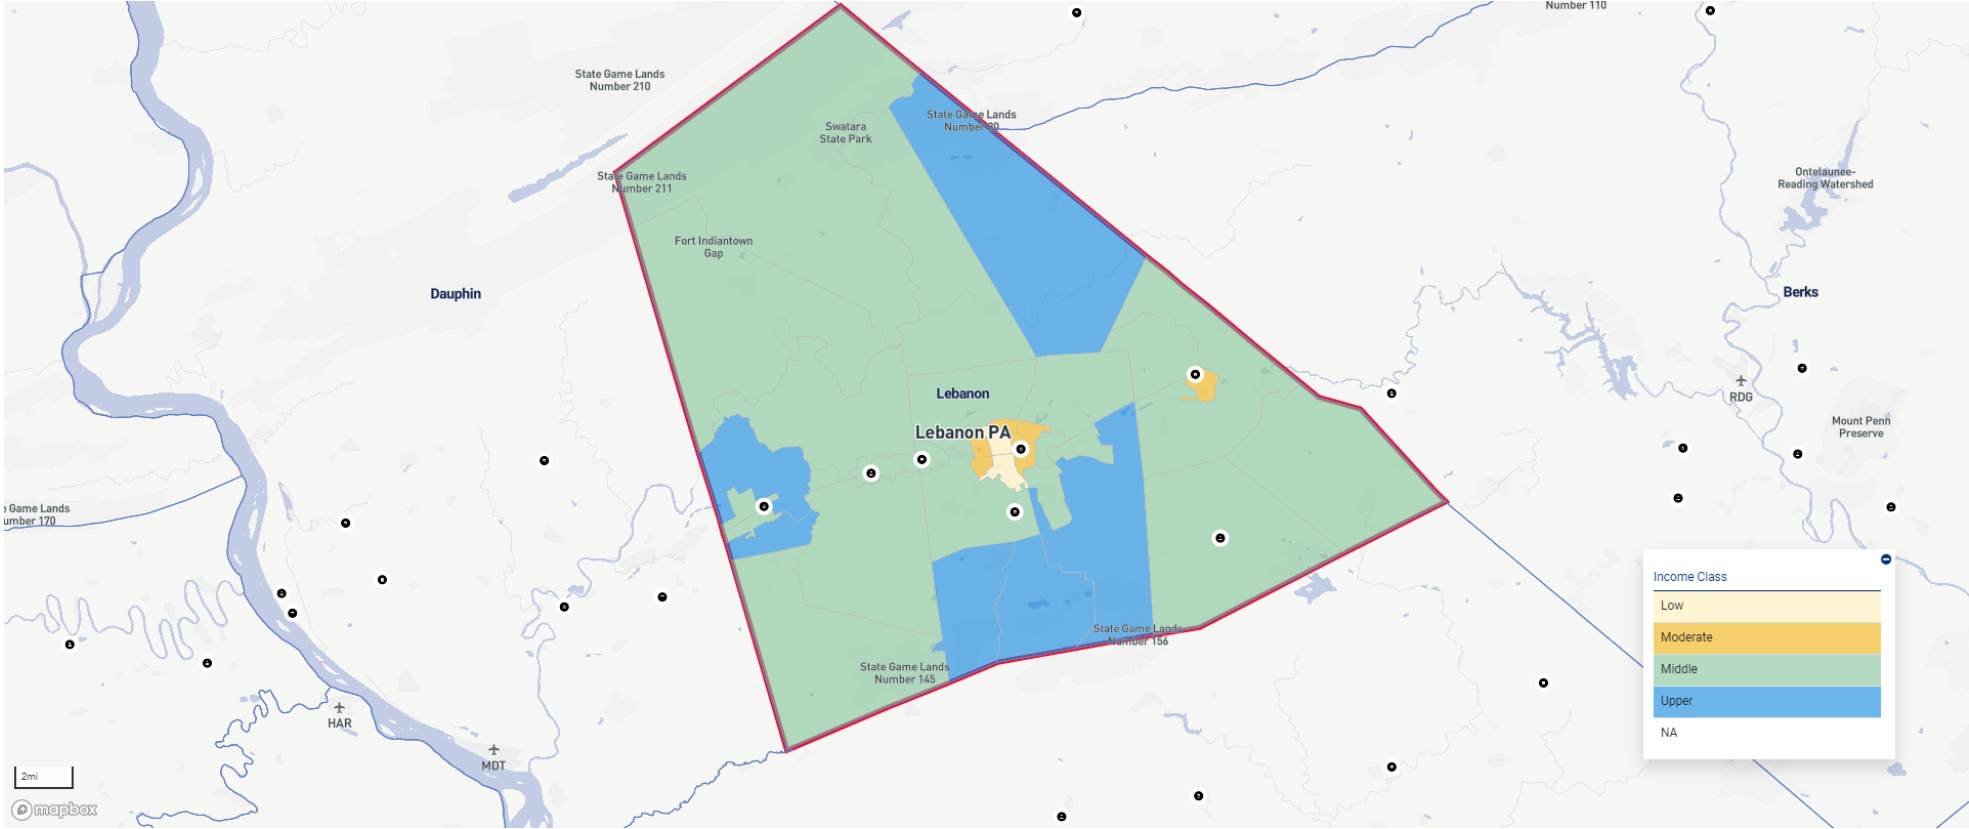 Number 110
State Game Lands
Number 210
State Game Lands
Number 80
Swatara
State Park
State Game Lands
Number 211
Ontelaunee-
Reading Watershed
Fort Indiantown
Gap
Dauphin
Berks
Lebanon
RDG
Lebanon PA
Mount Penn
Preserve
e Game Lands
umber 170
State Game Lands
Number 156
State Game Lands
Number 145
HAR
MDT
Income Class
Low
Moderate
Middle
Upper
NA
2mi
mapbox